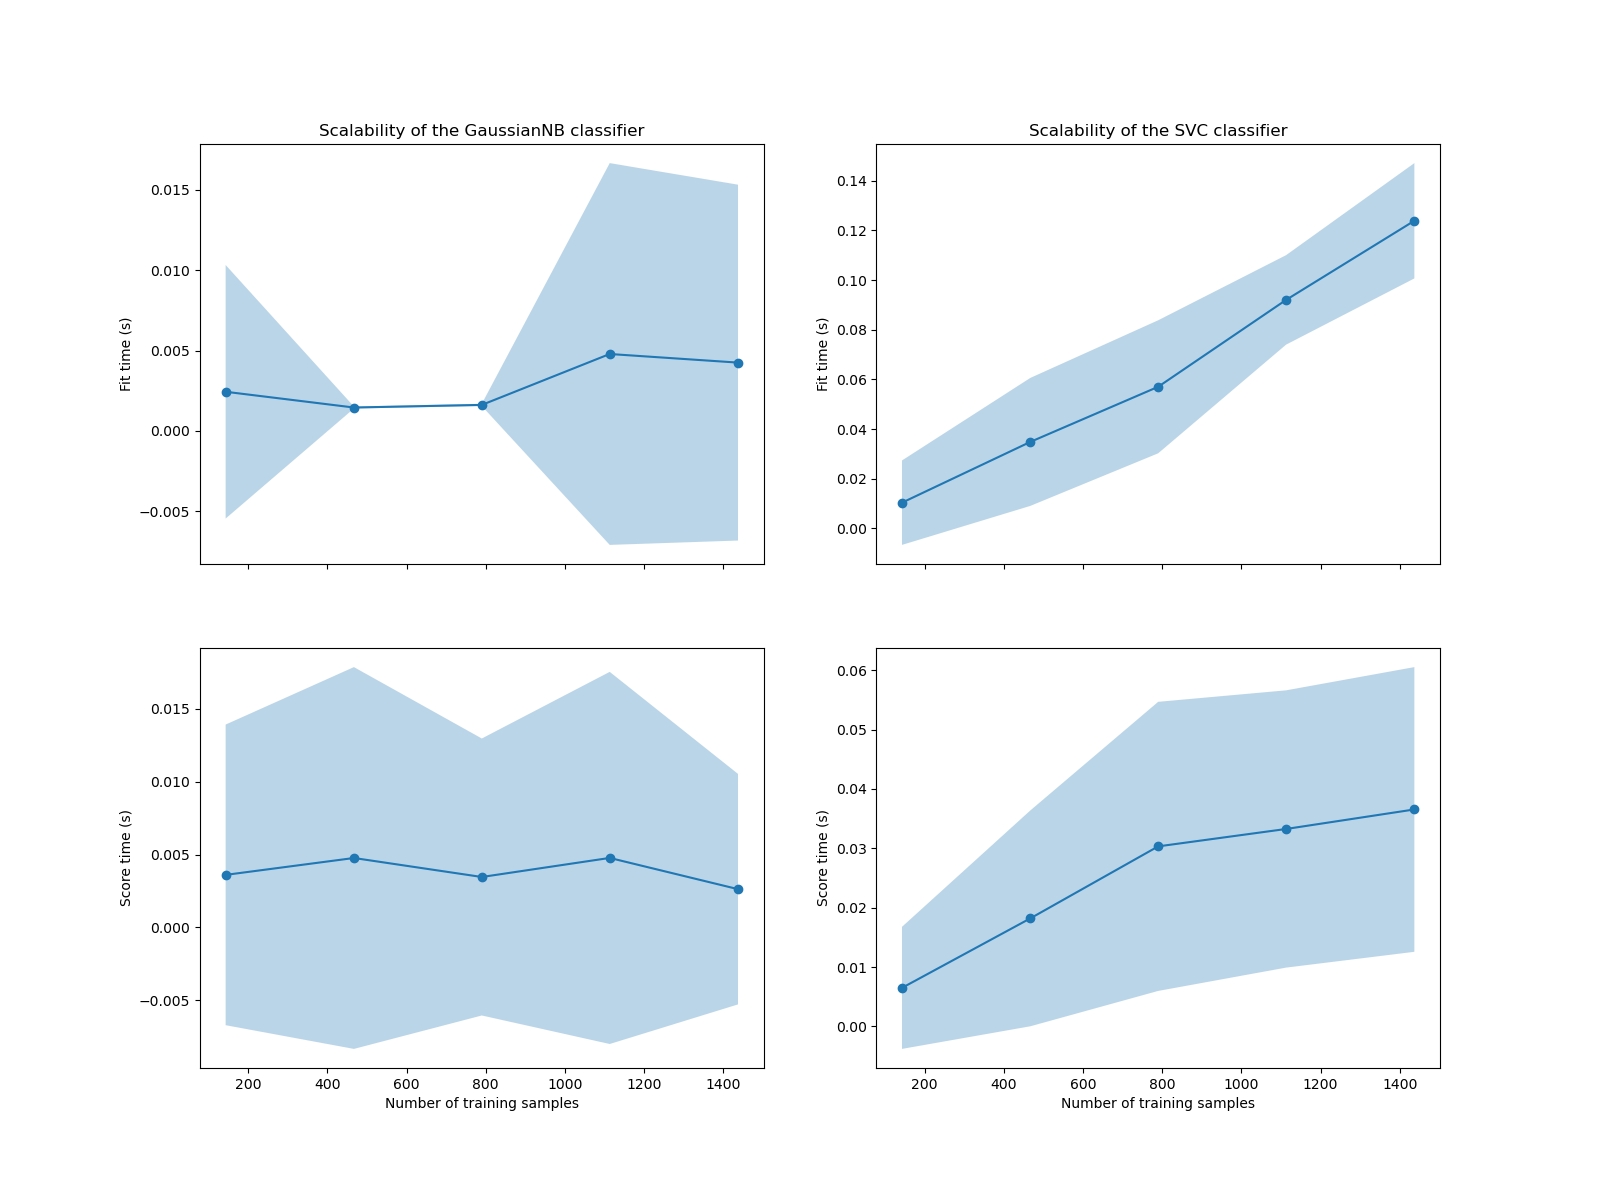 Scalability of the GaussianNB classifier
0.015
0.010
0.005
0.000
−0.005
Fit time (s)
Scalability of the SVC classifier
0.14
0.12
0.10
0.08
0.06
0.04
0.02
0.00
Fit time (s)
0.015
0.010
0.005
0.000
−0.005
Score time (s)
200 400 600 800 1000 1200 1400
Number of training samples
0.06
0.05
0.04
0.03
0.02
0.01
0.00
Score time (s)
200 400 600 800 1000 1200 1400
Number of training samples